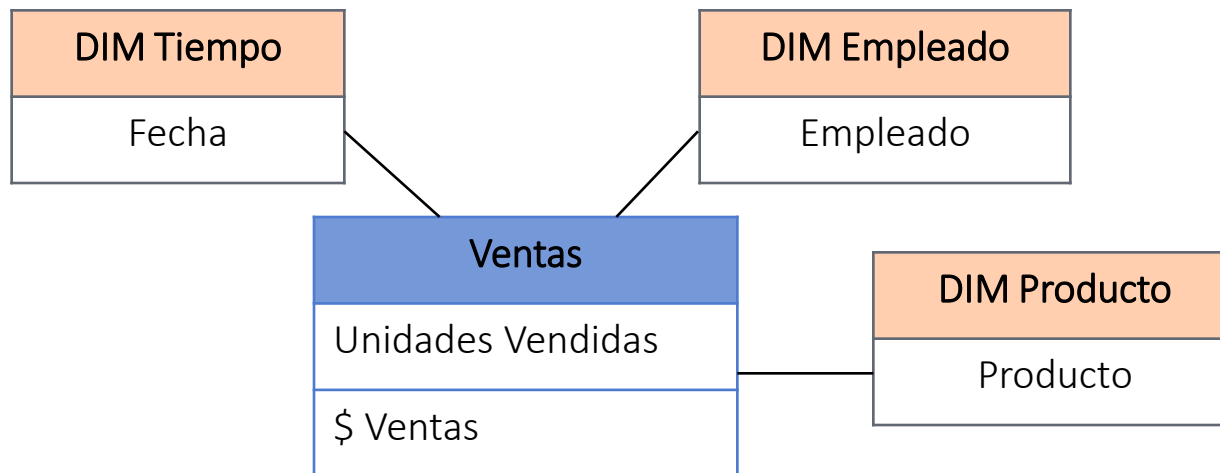 DIM Tiempo
Fecha
DIM Empleado
Empleado
Ventas
Unidades Vendidas
$ Ventas
DIM Producto
Producto